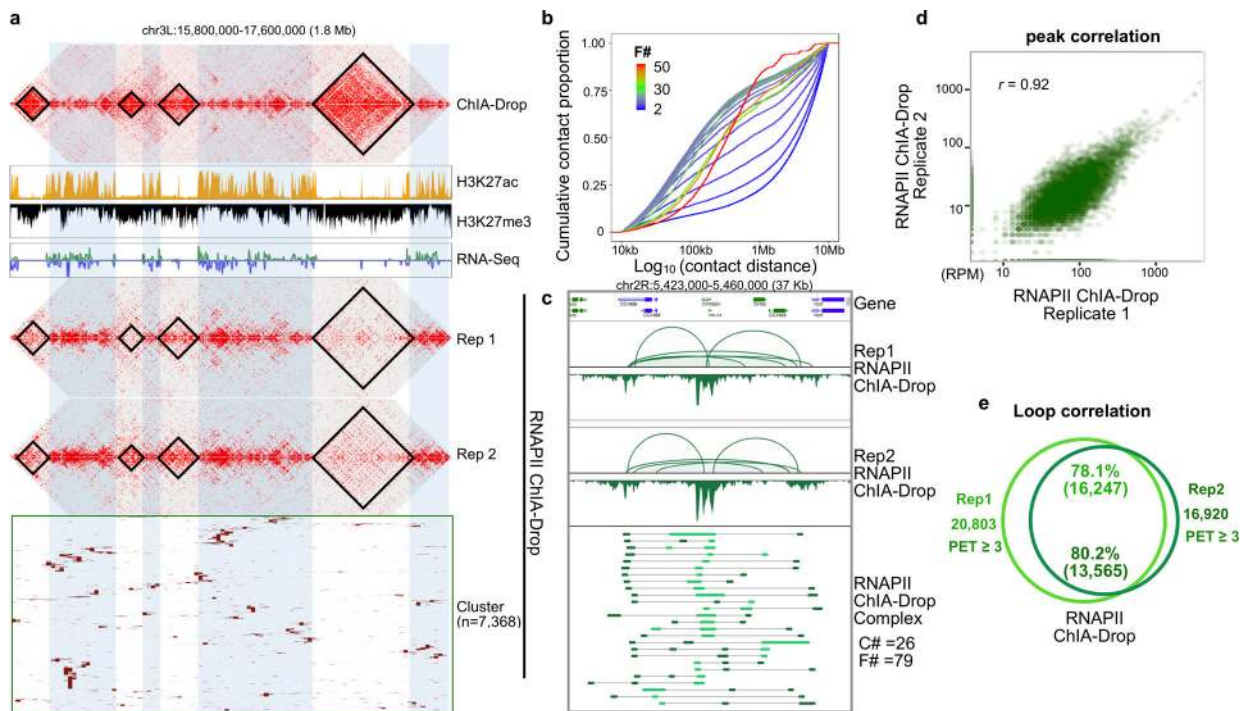 a
chr3L:15,800,000-17,600,000 (1.8 Mb)
ChIA-Drop
H3K27ac
H3K27me3
RNA-Seq
Rep 1
Rep 2
Cluster
(n=7,368)
RNAPII ChIA-Drop
b
F#
50
30
2
Cumulative contact proportion
1.00
0.75
0.50
0.25
0
10kb
100kb
1Mb
10Mb
Log10 (contact distance)
c
chr2R:5,423,000-5,460,000 (37 Kb)
Gene
Rep1
RNAPII
ChIA-Drop
Rep2
RNAPII
ChIA-Drop
RNAPII
ChIA-Drop
Complex
C# =26
F# =79
d
peak correlation
r = 0.92
RNAPII ChIA-Drop
Replicate 2
1000
100
10
(RPM)
10
100
1000
RNAPII ChIA-Drop
Replicate 1
e
Loop correlation
Rep1
20,803
PET ≥ 3
78.1%
(16,247)
80.2%
(13,565)
Rep2
16,920
PET ≥ 3
RNAPII
ChIA-Drop